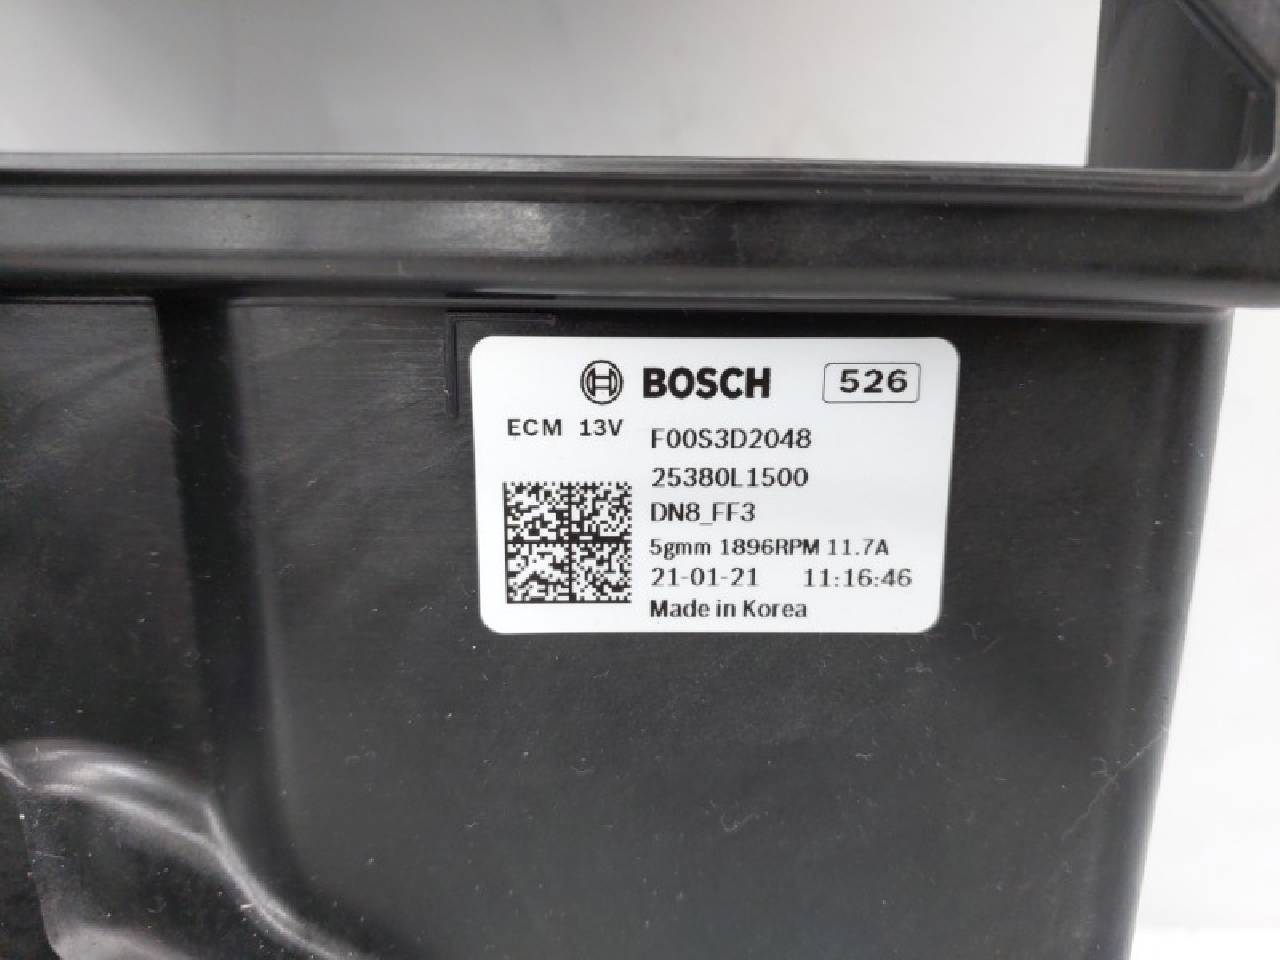 BOSCH 526
ECM 13V
F00S3D2048
25380L1500
DN8_FF3
5gmm 1896RPM 11.7A
21-01-21 11:16:46
Made in Korea